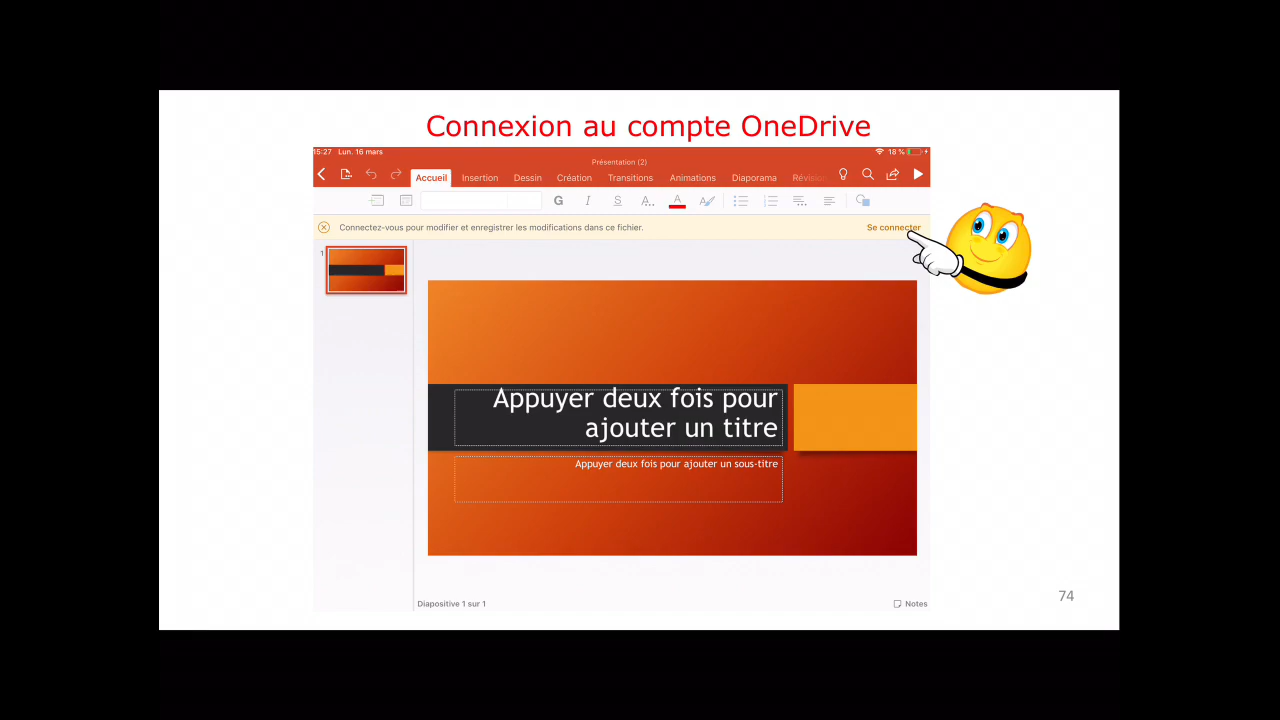 Connexion au compte OneDrive
15:27 Lun. 16 mars
18 %
Présentation (2)
Accueil Insertion Dessin Création Transitions Animations Diaporama Révision
G I S A.. A
Connectez-vous pour modifier et enregistrer les modifications dans ce fichier.
Se connecter
1
Appuyer deux fois pour
ajouter un titre
Appuyer deux fois pour ajouter un sous-titre
Diapositive 1 sur 1
Notes
74